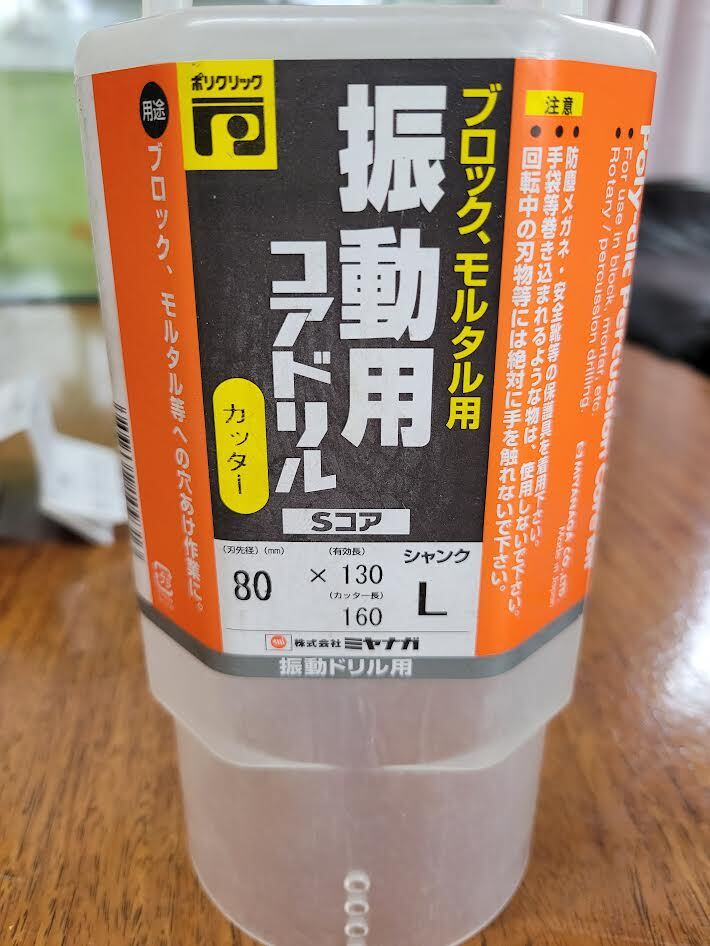 用途
ブロック、モルタル等への穴あけ作業に。
ポリクリック
ブロック、モルタル用
振動用
コアドリル
カッター
Sコア
(刃先径)(mm)
80
×
(有効長)
130
(カッター長)
160
シャンク
L
株式会社ミヤナガ
振動ドリル用
注意
・防塵メガネ・安全靴等の保護具を着用下さい。
・手袋等巻き込まれるような物は、使用しないで下さい。
・回転中の刃物等には絶対に手を触れないで下さい。
Poly-clic Percussion Core
・For use in block, mortter, etc.
・Rotary / percussion drilling.
MIYANAGA CO., LTD.
Made in Japan